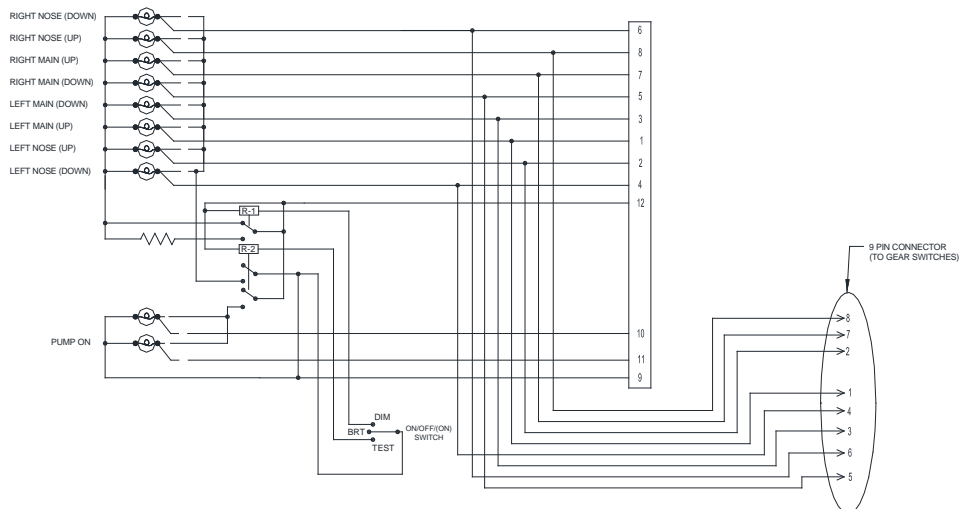 RIGHT NOSE (DOWN)
RIGHT NOSE (UP)
RIGHT MAIN (UP)
RIGHT MAIN (DOWN)
LEFT MAIN (DOWN)
LEFT MAIN (UP)
LEFT NOSE (UP)
LEFT NOSE (DOWN)
6
8
7
5
3
1
2
4
12
R-1
R-2
9 PIN CONNECTOR
(TO GEAR SWITCHES)
PUMP ON
10
11
9
8
7
2
1
4
3
6
5
DIM
BRT
TEST
ON/OFF/(ON)
SWITCH